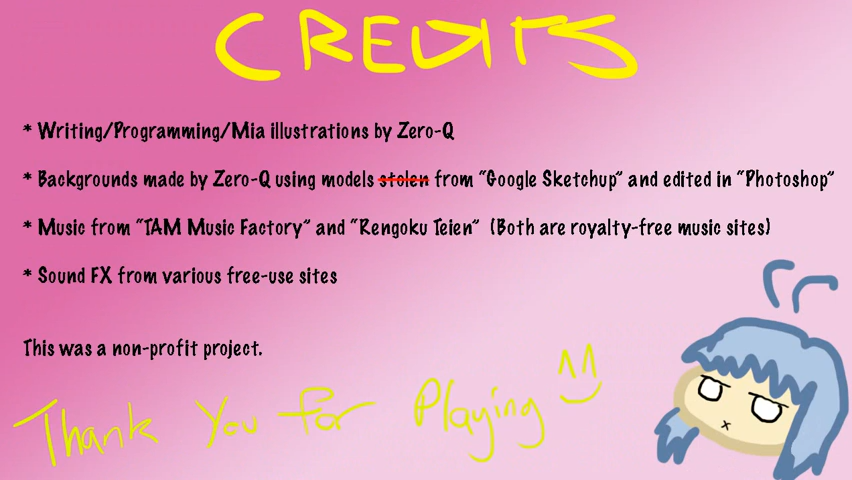 CREDITS
* Writing/Programming/Mia illustrations by Zero-Q
* Backgrounds made by Zero-Q using models stolen from "Google Sketchup" and edited in "Photoshop"
* Music from "TAM Music Factory" and "Rengoku Teien" (Both are royalty-free music sites)
* Sound FX from various free-use sites
This was a non-profit project.
Thank You for Playing ^^